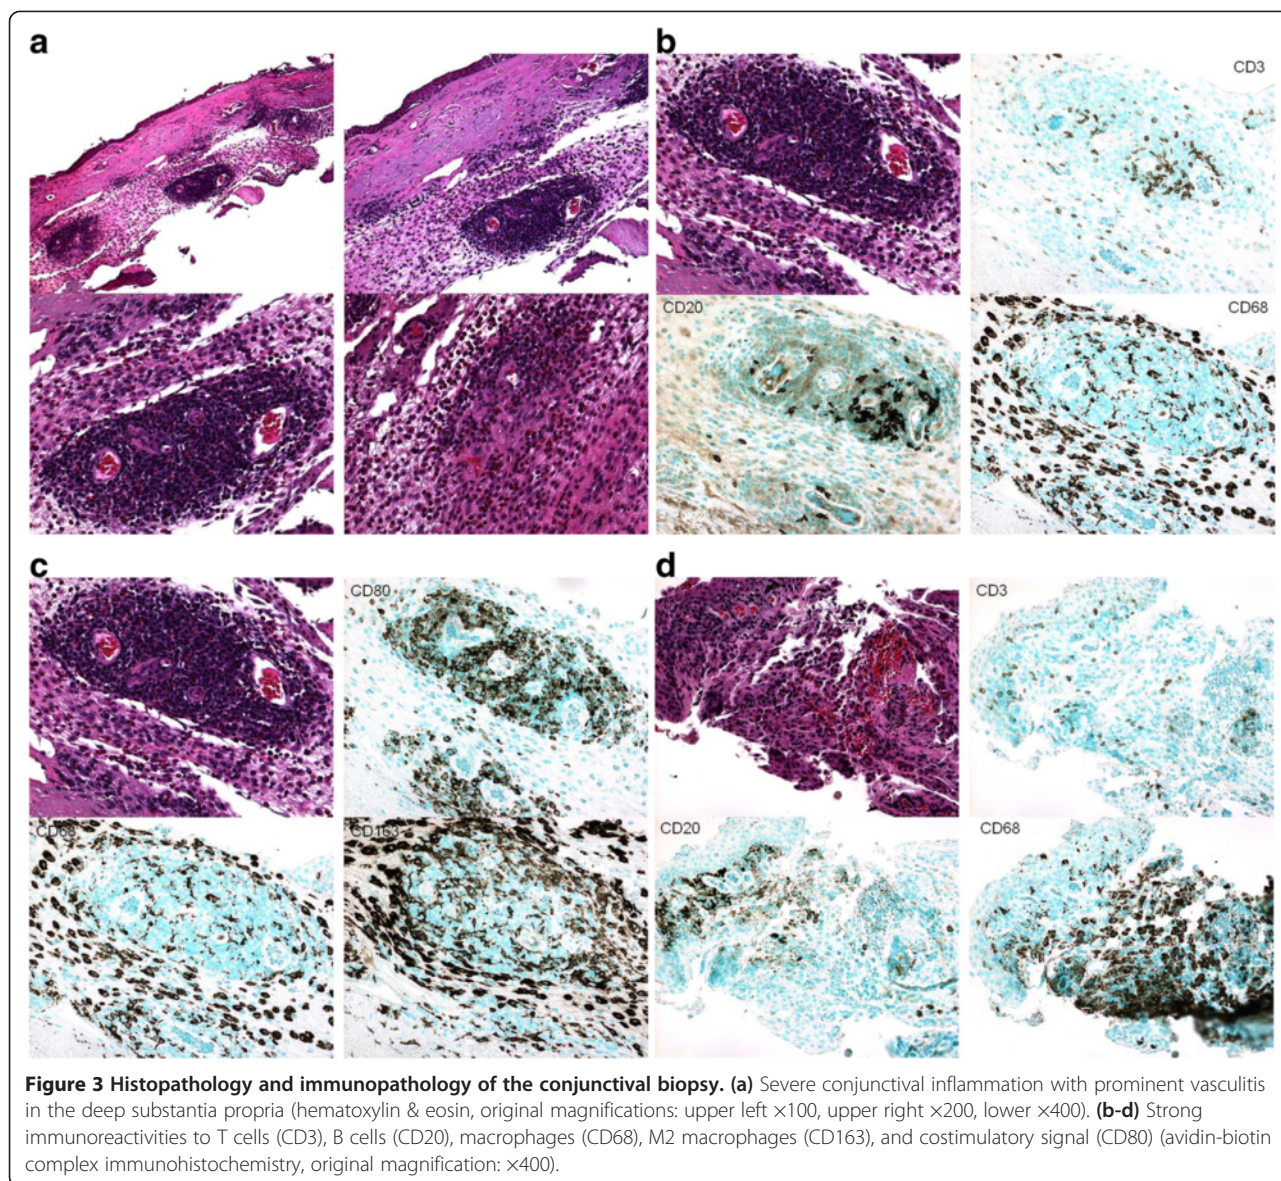 a
b
CD3
CD20
CD68
c
d
CD80
CD3
CD68
CD163
CD20
CD68
Figure 3 Histopathology and immunopathology of the conjunctival biopsy. (a) Severe conjunctival inflammation with prominent vasculitis
in the deep substantia propria (hematoxylin & eosin, original magnifications: upper left ×100, upper right ×200, lower ×400). (b-d) Strong
immunoreactivities to T cells (CD3), B cells (CD20), macrophages (CD68), M2 macrophages (CD163), and costimulatory signal (CD80) (avidin-biotin
complex immunohistochemistry, original magnification: ×400).